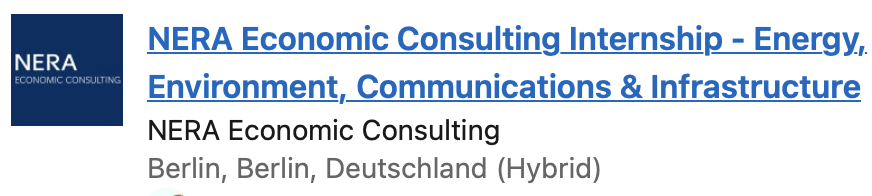 NERA
ECONOMIC CONSULTING
NERA Economic Consulting Internship - Energy,
Environment, Communications & Infrastructure
NERA Economic Consulting
Berlin, Berlin, Deutschland (Hybrid)